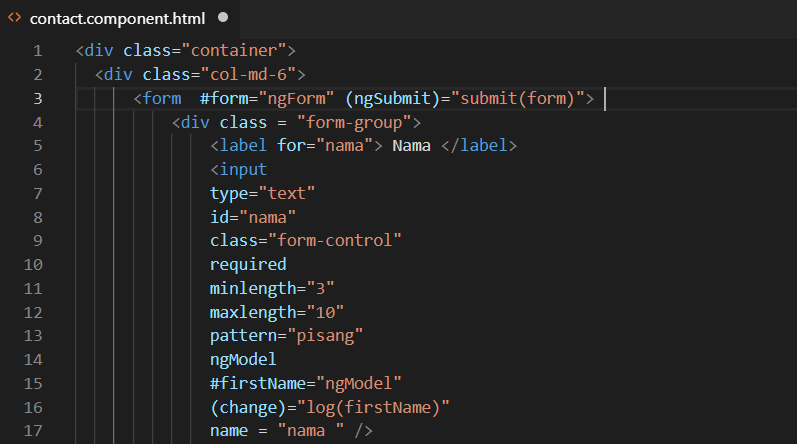 <> contact.component.html ●
1 <div class="container">
2 <div class="col-md-6">
3 <form  #form="ngForm" (ngSubmit)="submit(form)">
4 <div class = "form-group">
5 <label for="nama"> Nama </label>
6 <input
7 type="text"
8 id="nama"
9 class="form-control"
10 required
11 minlength="3"
12 maxlength="10"
13 pattern="pisang"
14 ngModel
15 #firstName="ngModel"
16 (change)="log(firstName)"
17 name = "nama " />